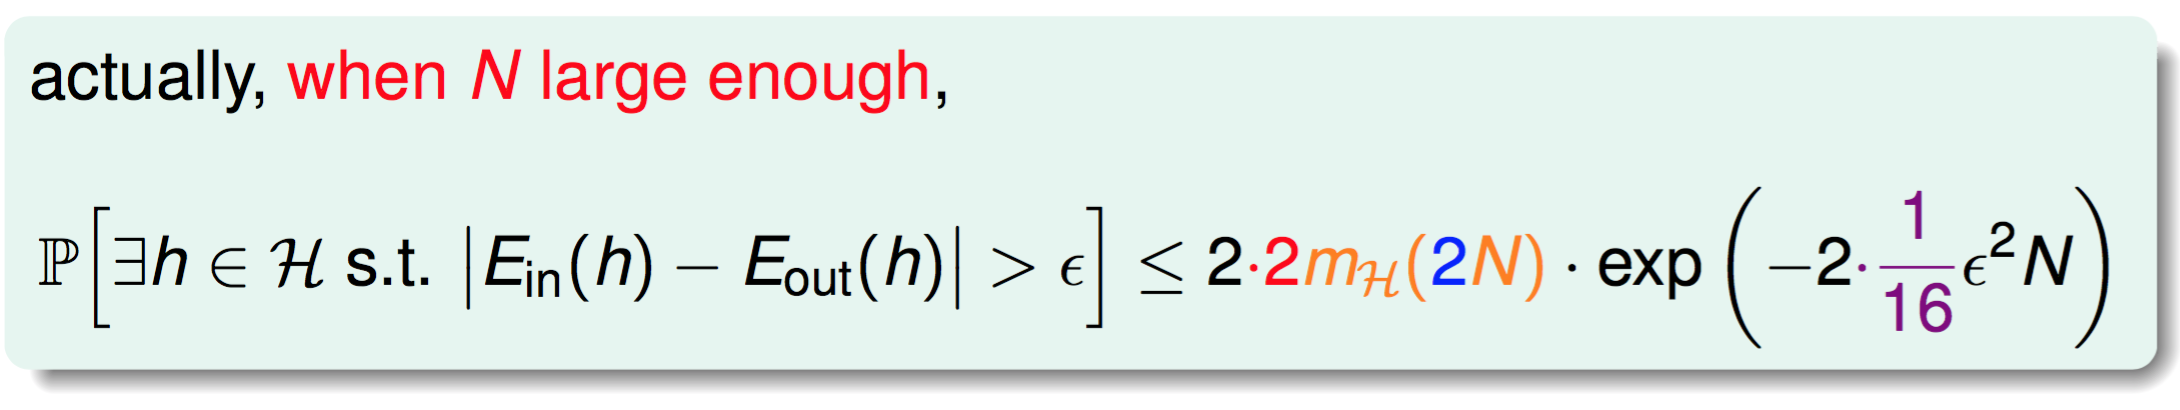 actually, when N large enough,
ℙ[∃h ∈ ℋ s.t. |E_in(h) − E_out(h)| > ϵ] ≤ 2·2m_ℋ(2N) · exp(−2·(1/16)ϵ²N)